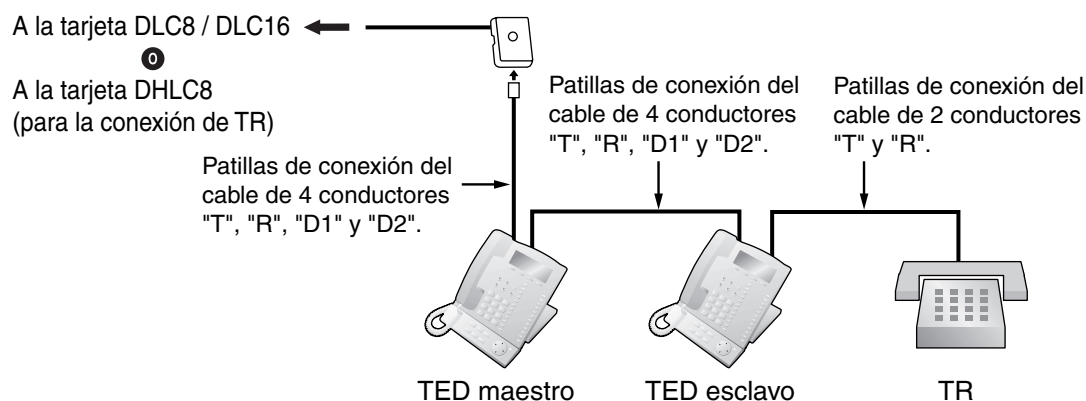 A la tarjeta DLC8 / DLC16
o
A la tarjeta DHLC8
(para la conexión de TR)
Patillas de conexión del
cable de 4 conductores
"T", "R", "D1" y "D2".
Patillas de conexión del
cable de 4 conductores
"T", "R", "D1" y "D2".
Patillas de conexión del
cable de 2 conductores
"T" y "R".
TED maestro
TED esclavo
TR